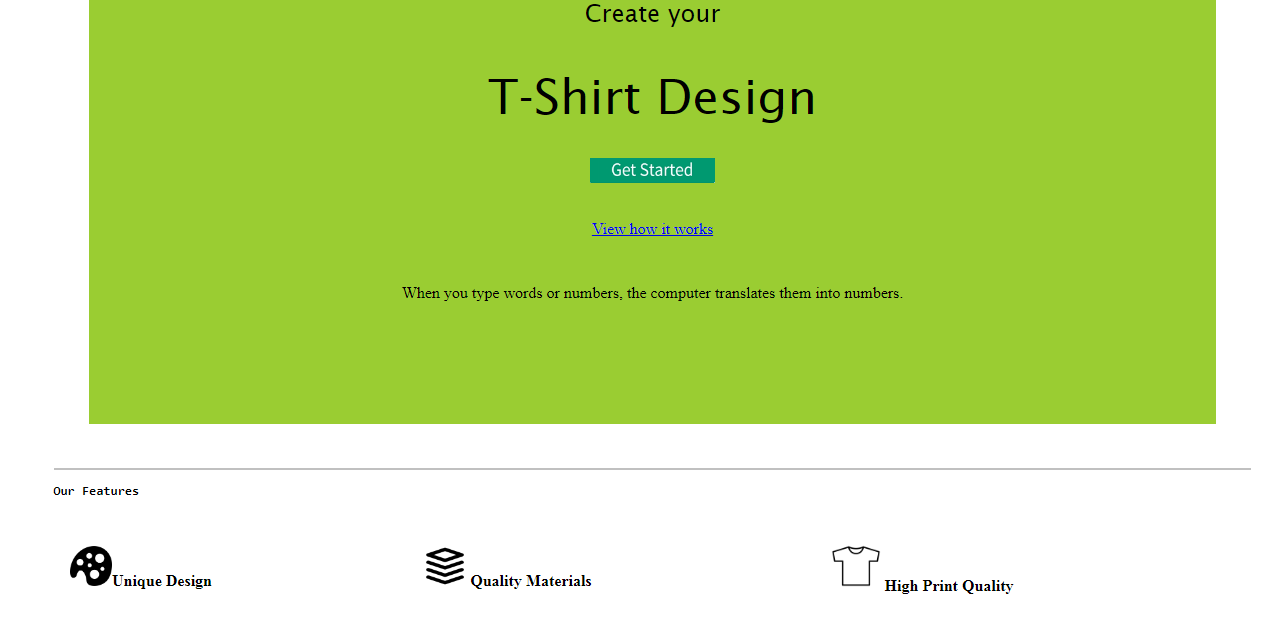 Create your
T-Shirt Design
Get Started
View how it works
When you type words or numbers, the computer translates them into numbers.
Our Features
Unique Design
Quality Materials
High Print Quality